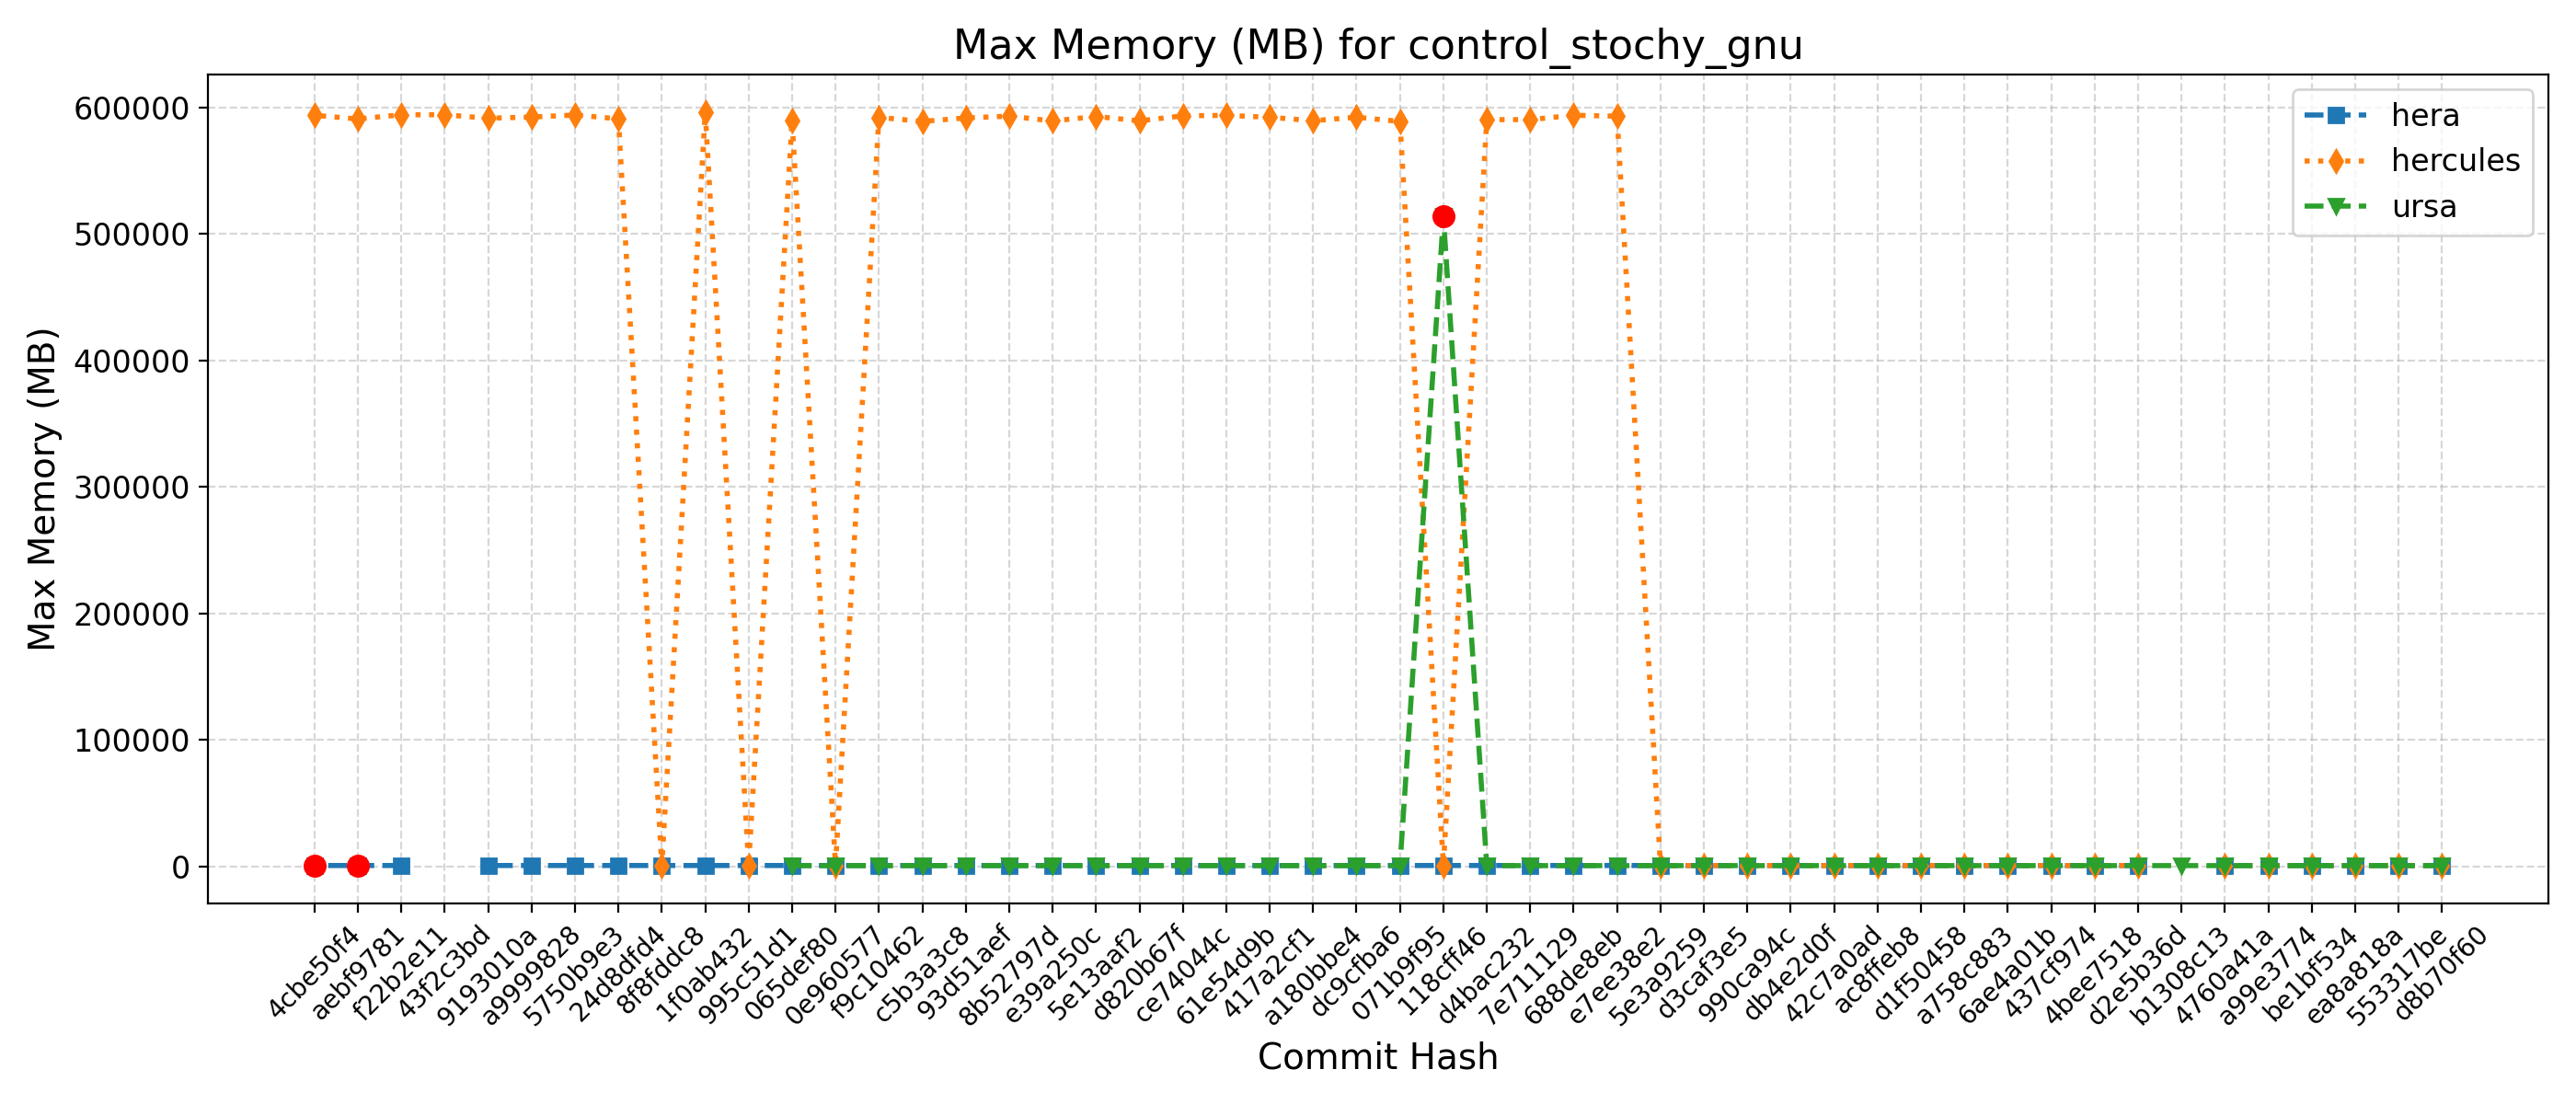 Max Memory (MB) for control_stochy_gnu
hera
hercules
ursa
Max Memory (MB)
600000
500000
400000
300000
200000
100000
0
4cbe50f4
aebf9781
f22b2e11
43f2c3bd
9193010a
a9999828
5750b9e3
24d8dfd4
8f8fddc8
1f0ab432
995c51d1
065def80
0e960577
f9c10462
c5b3a3c8
93d51aef
8b52797d
e39a250c
5e13aaf2
d820b67f
ce74044c
61e54d9b
417a2cf1
a180bbe4
dc9cfba6
071b9f95
118cff46
d4bac232
7e711129
688de8eb
e7ee38e2
5e3a9259
d3caf3e5
990ca94c
db4e2d0f
42c7a0ad
ac8ffeb8
d1f50458
a758c883
6ae4a01b
437cf974
4bee7518
d2e5b36d
b1308c13
4760a41a
a99e3774
be1bf534
ea8a818a
553317be
d8b70f60
Commit Hash